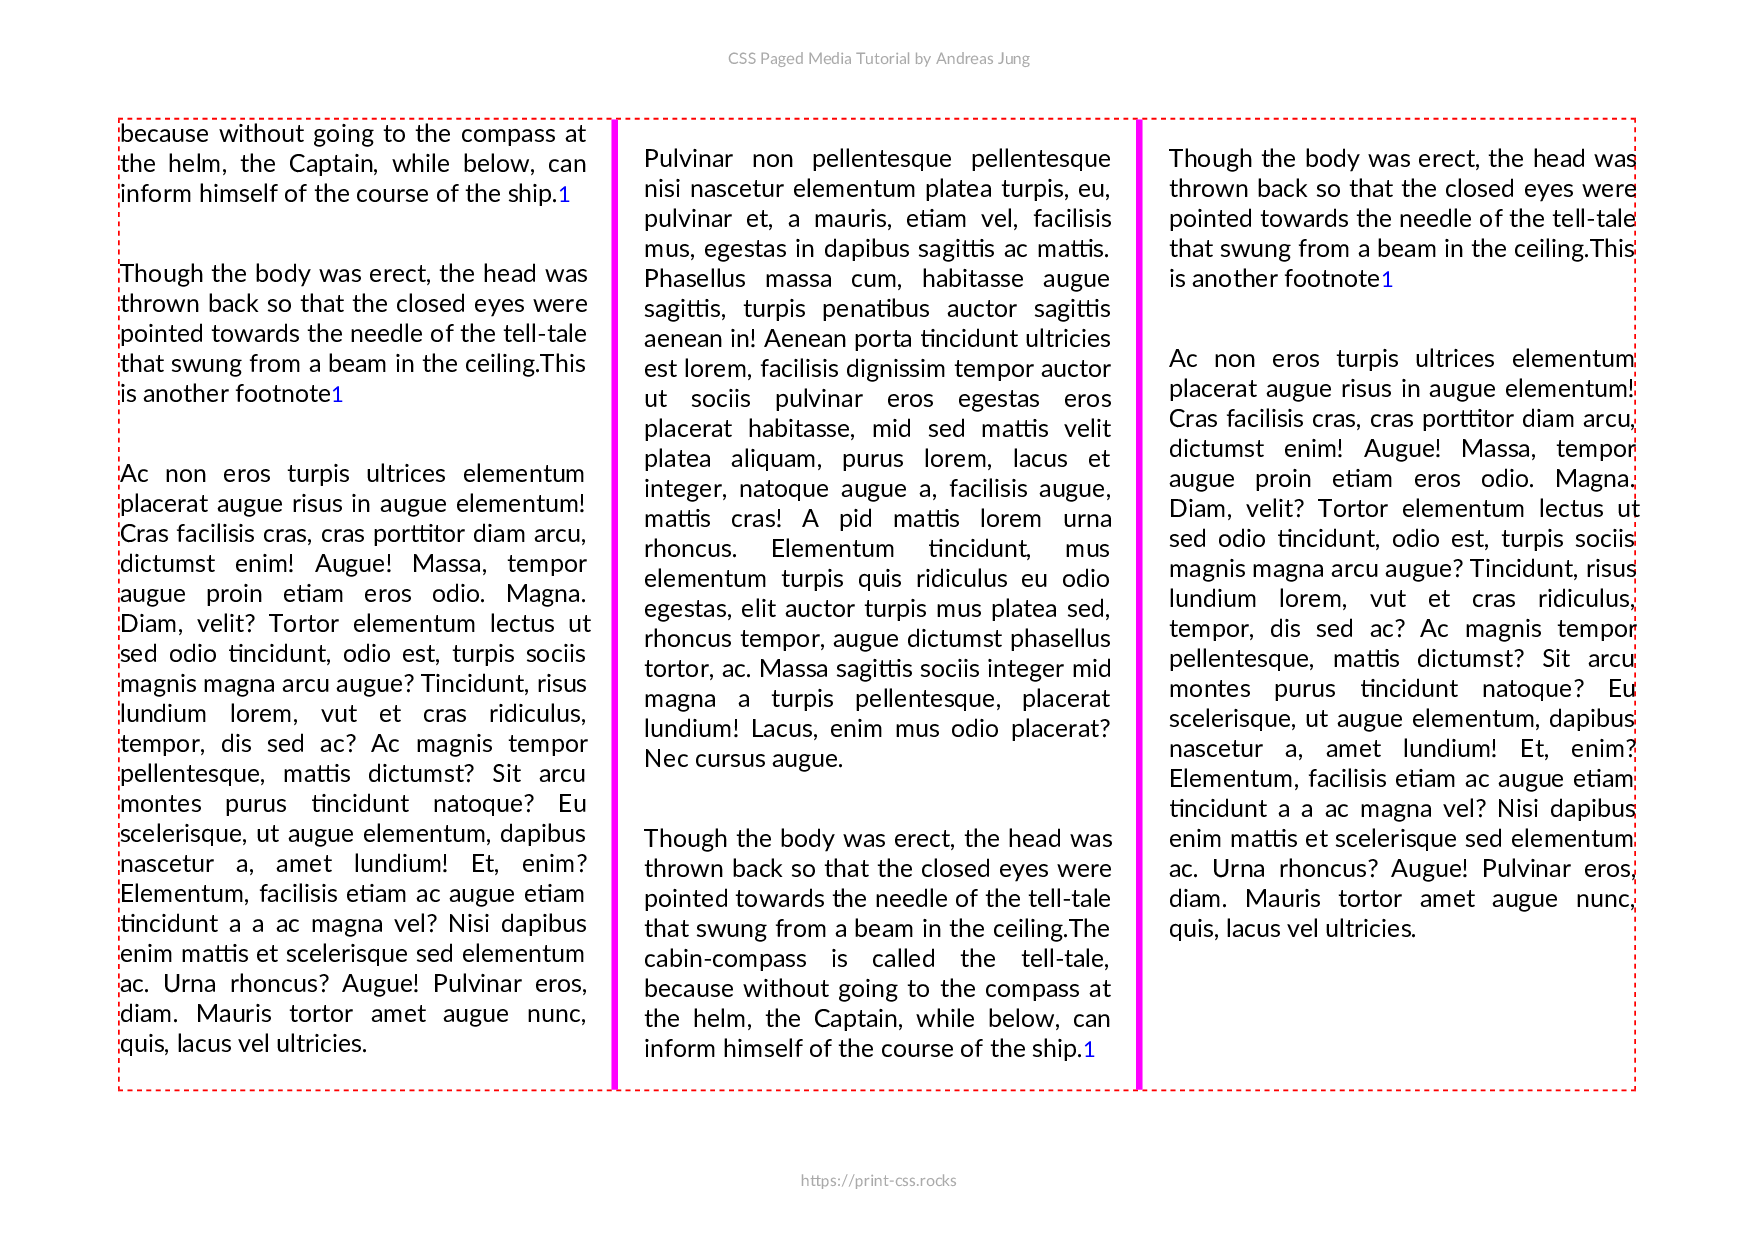 CSS Paged Media Tutorial by Andreas Jung
because without going to the compass at
the helm, the Captain, while below, can
inform himself of the course of the ship.1
Though the body was erect, the head was
thrown back so that the closed eyes were
pointed towards the needle of the tell-tale
that swung from a beam in the ceiling.This
is another footnote1
Ac non eros turpis ultrices elementum
placerat augue risus in augue elementum!
Cras facilisis cras, cras porttitor diam arcu,
dictumst enim! Augue! Massa, tempor
augue proin etiam eros odio. Magna.
Diam, velit? Tortor elementum lectus ut
sed odio tincidunt, odio est, turpis sociis
magnis magna arcu augue? Tincidunt, risus
lundium lorem, vut et cras ridiculus,
tempor, dis sed ac? Ac magnis tempor
pellentesque, mattis dictumst? Sit arcu
montes purus tincidunt natoque? Eu
scelerisque, ut augue elementum, dapibus
nascetur a, amet lundium! Et, enim?
Elementum, facilisis etiam ac augue etiam
tincidunt a a ac magna vel? Nisi dapibus
enim mattis et scelerisque sed elementum
ac. Urna rhoncus? Augue! Pulvinar eros,
diam. Mauris tortor amet augue nunc,
quis, lacus vel ultricies.
Pulvinar non pellentesque pellentesque
nisi nascetur elementum platea turpis, eu,
pulvinar et, a mauris, etiam vel, facilisis
mus, egestas in dapibus sagittis ac mattis.
Phasellus massa cum, habitasse augue
sagittis, turpis penatibus auctor sagittis
aenean in! Aenean porta tincidunt ultricies
est lorem, facilisis dignissim tempor auctor
ut sociis pulvinar eros egestas eros
placerat habitasse, mid sed mattis velit
platea aliquam, purus lorem, lacus et
integer, natoque augue a, facilisis augue,
mattis cras! A pid mattis lorem urna
rhoncus. Elementum tincidunt, mus
elementum turpis quis ridiculus eu odio
egestas, elit auctor turpis mus platea sed,
rhoncus tempor, augue dictumst phasellus
tortor, ac. Massa sagittis sociis integer mid
magna a turpis pellentesque, placerat
lundium! Lacus, enim mus odio placerat?
Nec cursus augue.
Though the body was erect, the head was
thrown back so that the closed eyes were
pointed towards the needle of the tell-tale
that swung from a beam in the ceiling.The
cabin-compass is called the tell-tale,
because without going to the compass at
the helm, the Captain, while below, can
inform himself of the course of the ship.1
Though the body was erect, the head was
thrown back so that the closed eyes were
pointed towards the needle of the tell-tale
that swung from a beam in the ceiling.This
is another footnote1
Ac non eros turpis ultrices elementum
placerat augue risus in augue elementum!
Cras facilisis cras, cras porttitor diam arcu,
dictumst enim! Augue! Massa, tempor
augue proin etiam eros odio. Magna.
Diam, velit? Tortor elementum lectus ut
sed odio tincidunt, odio est, turpis sociis
magnis magna arcu augue? Tincidunt, risus
lundium lorem, vut et cras ridiculus,
tempor, dis sed ac? Ac magnis tempor
pellentesque, mattis dictumst? Sit arcu
montes purus tincidunt natoque? Eu
scelerisque, ut augue elementum, dapibus
nascetur a, amet lundium! Et, enim?
Elementum, facilisis etiam ac augue etiam
tincidunt a a ac magna vel? Nisi dapibus
enim mattis et scelerisque sed elementum
ac. Urna rhoncus? Augue! Pulvinar eros,
diam. Mauris tortor amet augue nunc,
quis, lacus vel ultricies.
https://print-css.rocks